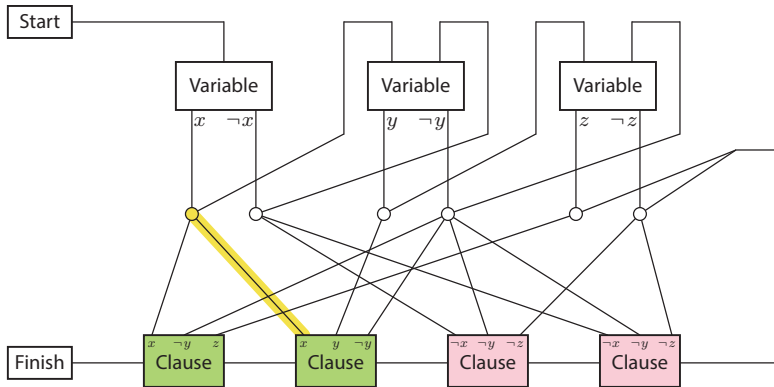 Start
Variable Variable Variable
x ¬x y ¬y z ¬z
x ¬y z x y ¬y ¬x ¬y ¬z ¬x ¬y ¬z
Finish Clause Clause Clause Clause